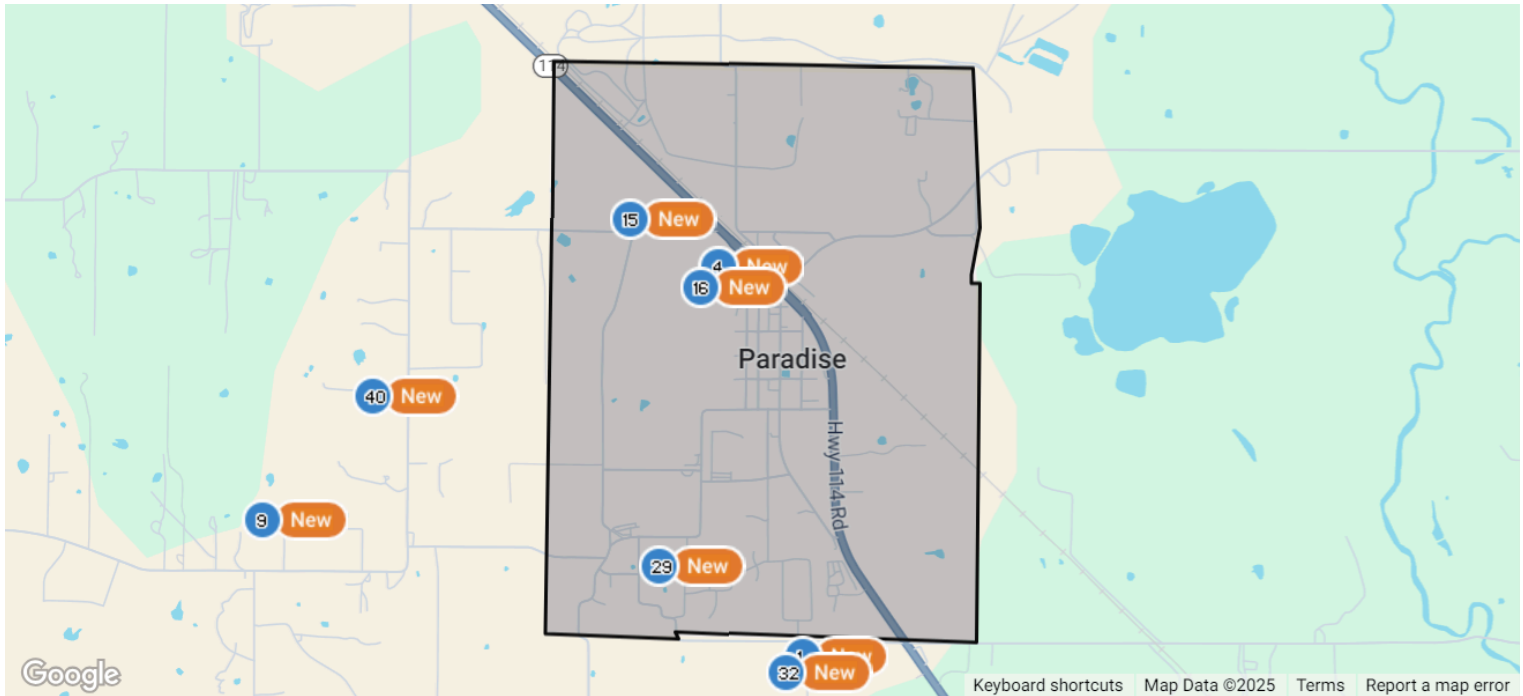 114
15 New
4 New
16 New
Paradise
40 New
Hwy 114 Rd
9 New
29 New
1 New
32 New
Google
Keyboard shortcuts Map Data ©2025 Terms Report a map error